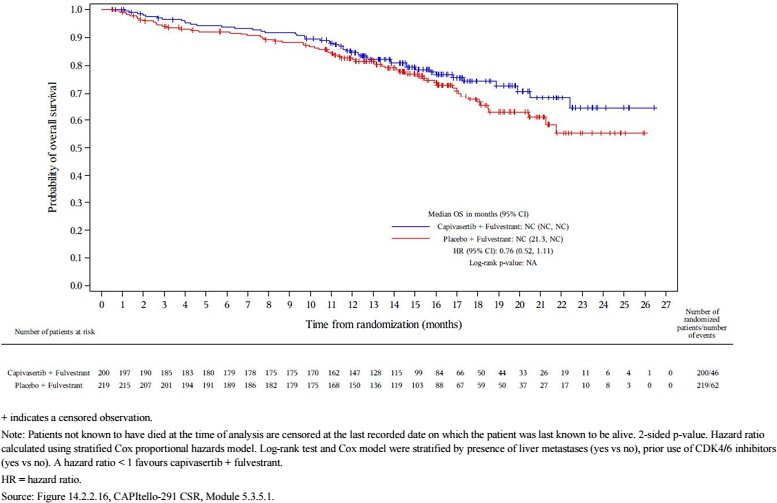 Probability of overall survival
1.0
0.9
0.8
0.7
0.6
0.5
0.4
0.3
0.2
0.1
0.0
Median OS in months (95% CI)
Capivasertib + Fulvestrant: NC (NC, NC)
Placebo + Fulvestrant: NC (21.3, NC)
HR (95% CI): 0.76 (0.52, 1.11)
Log-rank p-value: NA
0 1 2 3 4 5 6 7 8 9 10 11 12 13 14 15 16 17 18 19 20 21 22 23 24 25 26 27
Time from randomization (months)
Number of patients at risk
Number of
randomized
patients/number
of events
Capivasertib + Fulvestrant 200 197 190 185 183 180 179 178 175 175 170 162 147 128 115 99 84 66 50 44 33 26 19 11 6 4 1 0 200/46
Placebo + Fulvestrant 219 215 207 201 194 191 189 186 182 179 175 168 150 136 119 103 88 67 59 50 37 27 17 10 8 3 0 0 219/62
+ indicates a censored observation.
Note: Patients not known to have died at the time of analysis are censored at the last recorded date on which the patient was last known to be alive. 2-sided p-value. Hazard ratio
calculated using stratified Cox proportional hazards model. Log-rank test and Cox model were stratified by presence of liver metastases (yes vs no), prior use of CDK4/6 inhibitors
(yes vs no). A hazard ratio < 1 favours capivasertib + fulvestrant.
HR = hazard ratio.
Source: Figure 14.2.2.16, CAPItello-291 CSR, Module 5.3.5.1.